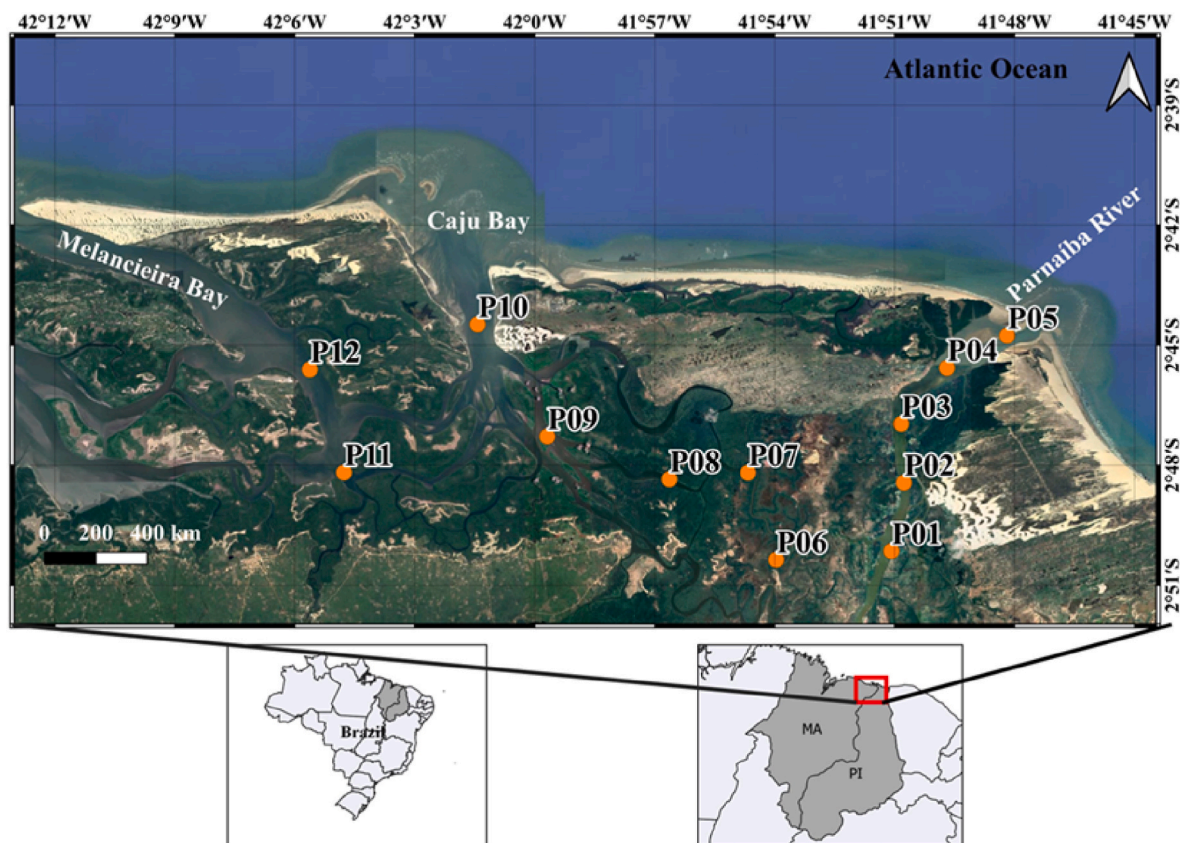 42°12'W 42°9'W 42°6'W 42°3'W 42°0'W 41°57'W 41°54'W 41°51'W 41°48'W 41°45'W
Atlantic Ocean
2°39'S
2°42'S
2°45'S
2°48'S
2°51'S
Caju Bay
Melancieira Bay
Parnaíba River
P10
P05
P12
P04
P03
P09
P11
P08
P07
P02
P06
P01
0 200 400 km
Brazil
MA
PI